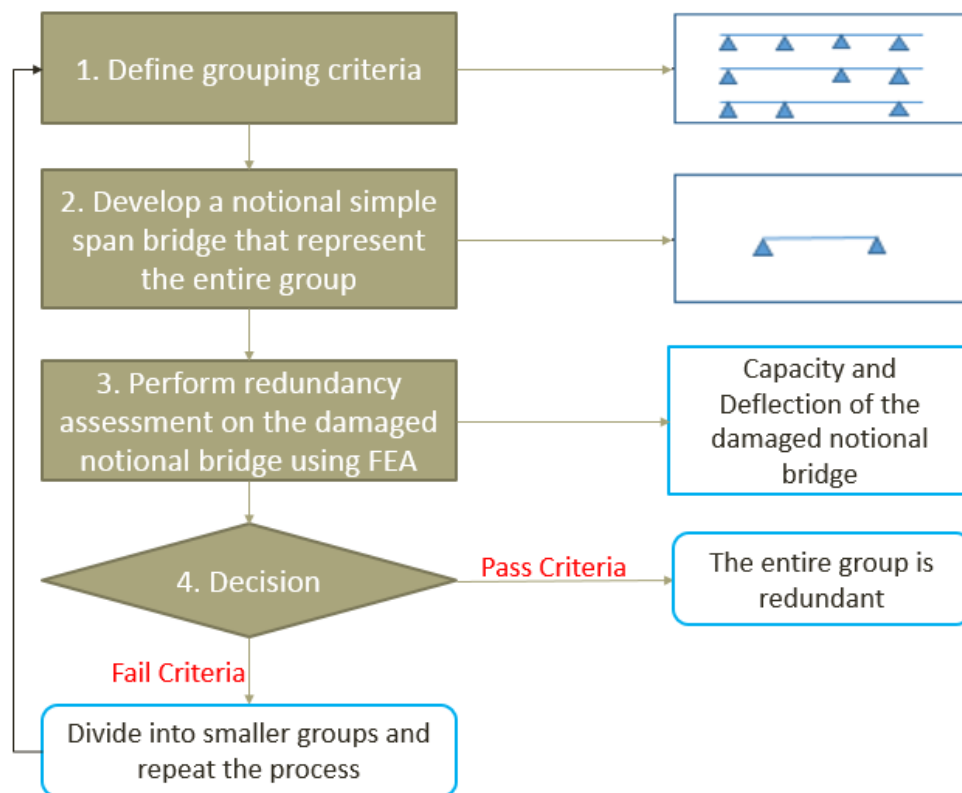 1. Define grouping criteria
2. Develop a notional simple
span bridge that represent
the entire group
3. Perform redundancy
assessment on the damaged
notional bridge using FEA
Capacity and
Deflection of the
damaged notional
bridge
4. Decision
Pass Criteria
The entire group is
redundant
Fail Criteria
Divide into smaller groups and
repeat the process